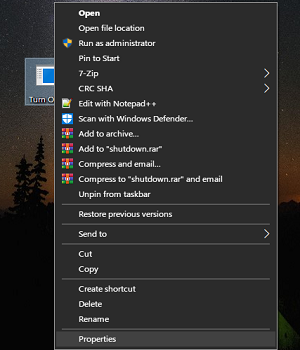 Open
Open file location
Run as administrator
Pin to Start
7-Zip
CRC SHA
Edit with Notepad++
Scan with Windows Defender...
Turn O
Add to archive...
Add to "shutdown.rar"
Compress and email...
Compress to "shutdown.rar" and email
Unpin from taskbar
Restore previous versions
Send to
Cut
Copy
Create shortcut
Delete
Rename
Properties